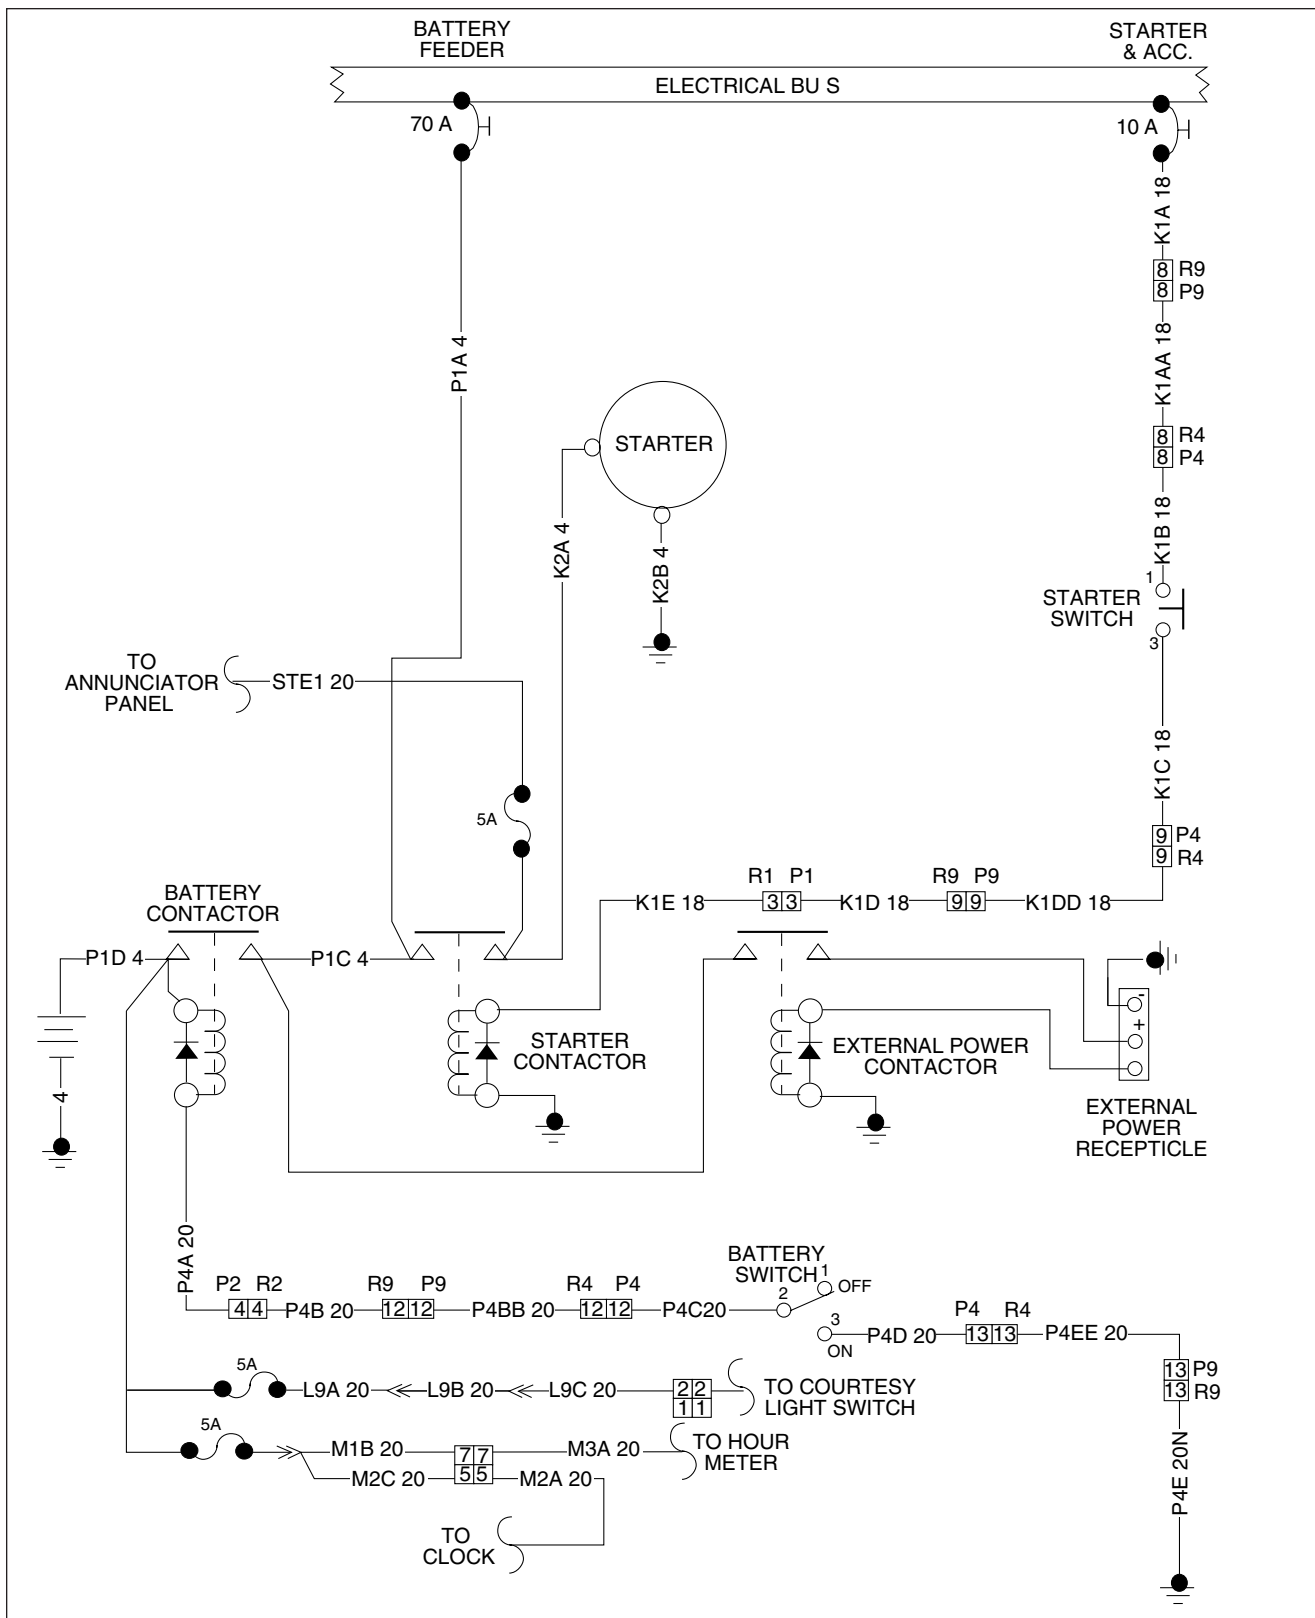 BATTERY
FEEDER
STARTER
& ACC.
ELECTRICAL BU S
70 A
10 A
K1A 18
8 R9
8 P9
P1A 4
K1AA 18
STARTER
8 R4
8 P4
K2A 4
K2B 4
K1B 18
1
STARTER
SWITCH
3
TO
ANNUNCIATOR
PANEL
STE1 20
K1C 18
5A
9 P4
9 R4
BATTERY
CONTACTOR
R1 P1
R9 P9
K1E 18
3 3
K1D 18
9 9
K1DD 18
P1D 4
P1C 4
-
+
STARTER
CONTACTOR
EXTERNAL POWER
CONTACTOR
4
EXTERNAL
POWER
RECEPTICLE
P4A 20
BATTERY
SWITCH
1
OFF
2
P2 R2
R9 P9
R4 P4
4 4
P4B 20
12 12
P4BB 20
12 12
P4C20
3
ON
P4 R4
P4D 20
13 13
P4EE 20
13 P9
13 R9
5A
L9A 20
L9B 20
L9C 20
2 2
1 1
TO COURTESY
LIGHT SWITCH
5A
M1B 20
7 7
M3A 20
TO HOUR
METER
M2C 20
5 5
M2A 20
P4E 20N
TO
CLOCK